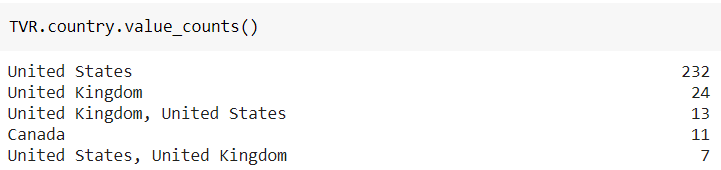 TVR.country.value_counts()
United States 232
United Kingdom 24
United Kingdom, United States 13
Canada 11
United States, United Kingdom 7